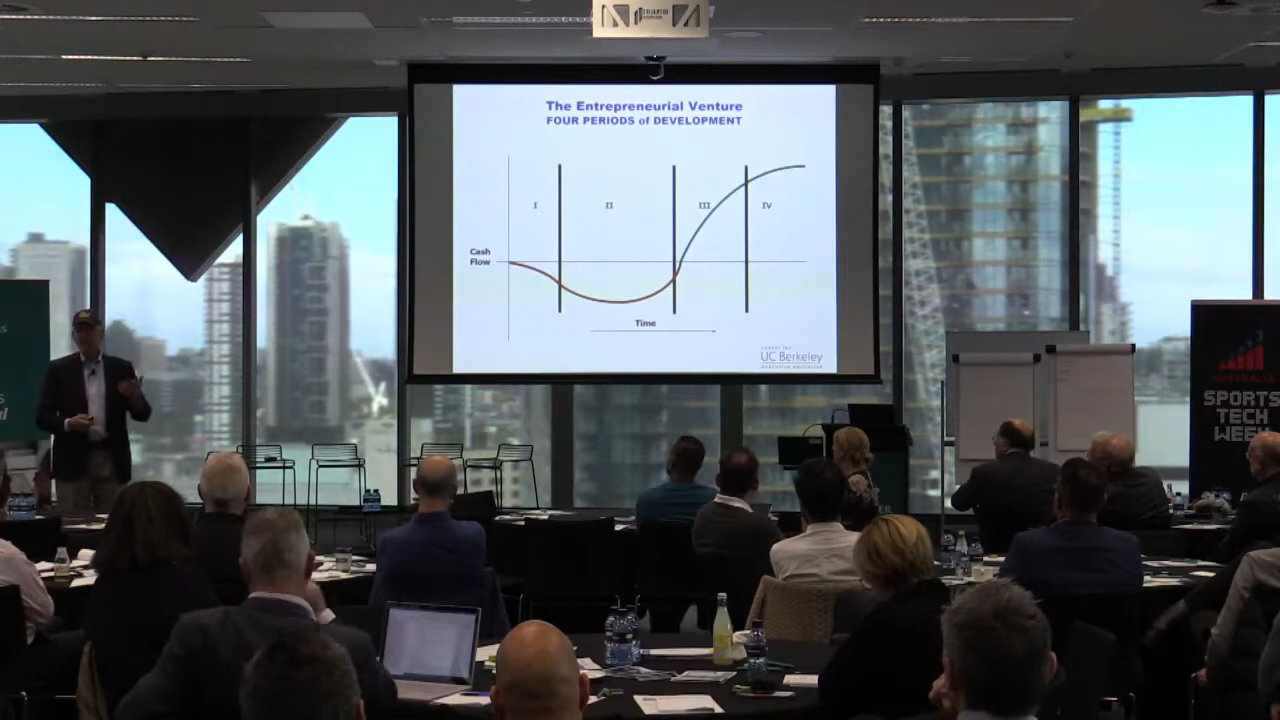 The Entrepreneurial Venture
FOUR PERIODS of DEVELOPMENT
I
II
III
IV
Cash
Flow
Time
UC Berkeley
SPORTS
TECH
WEEK